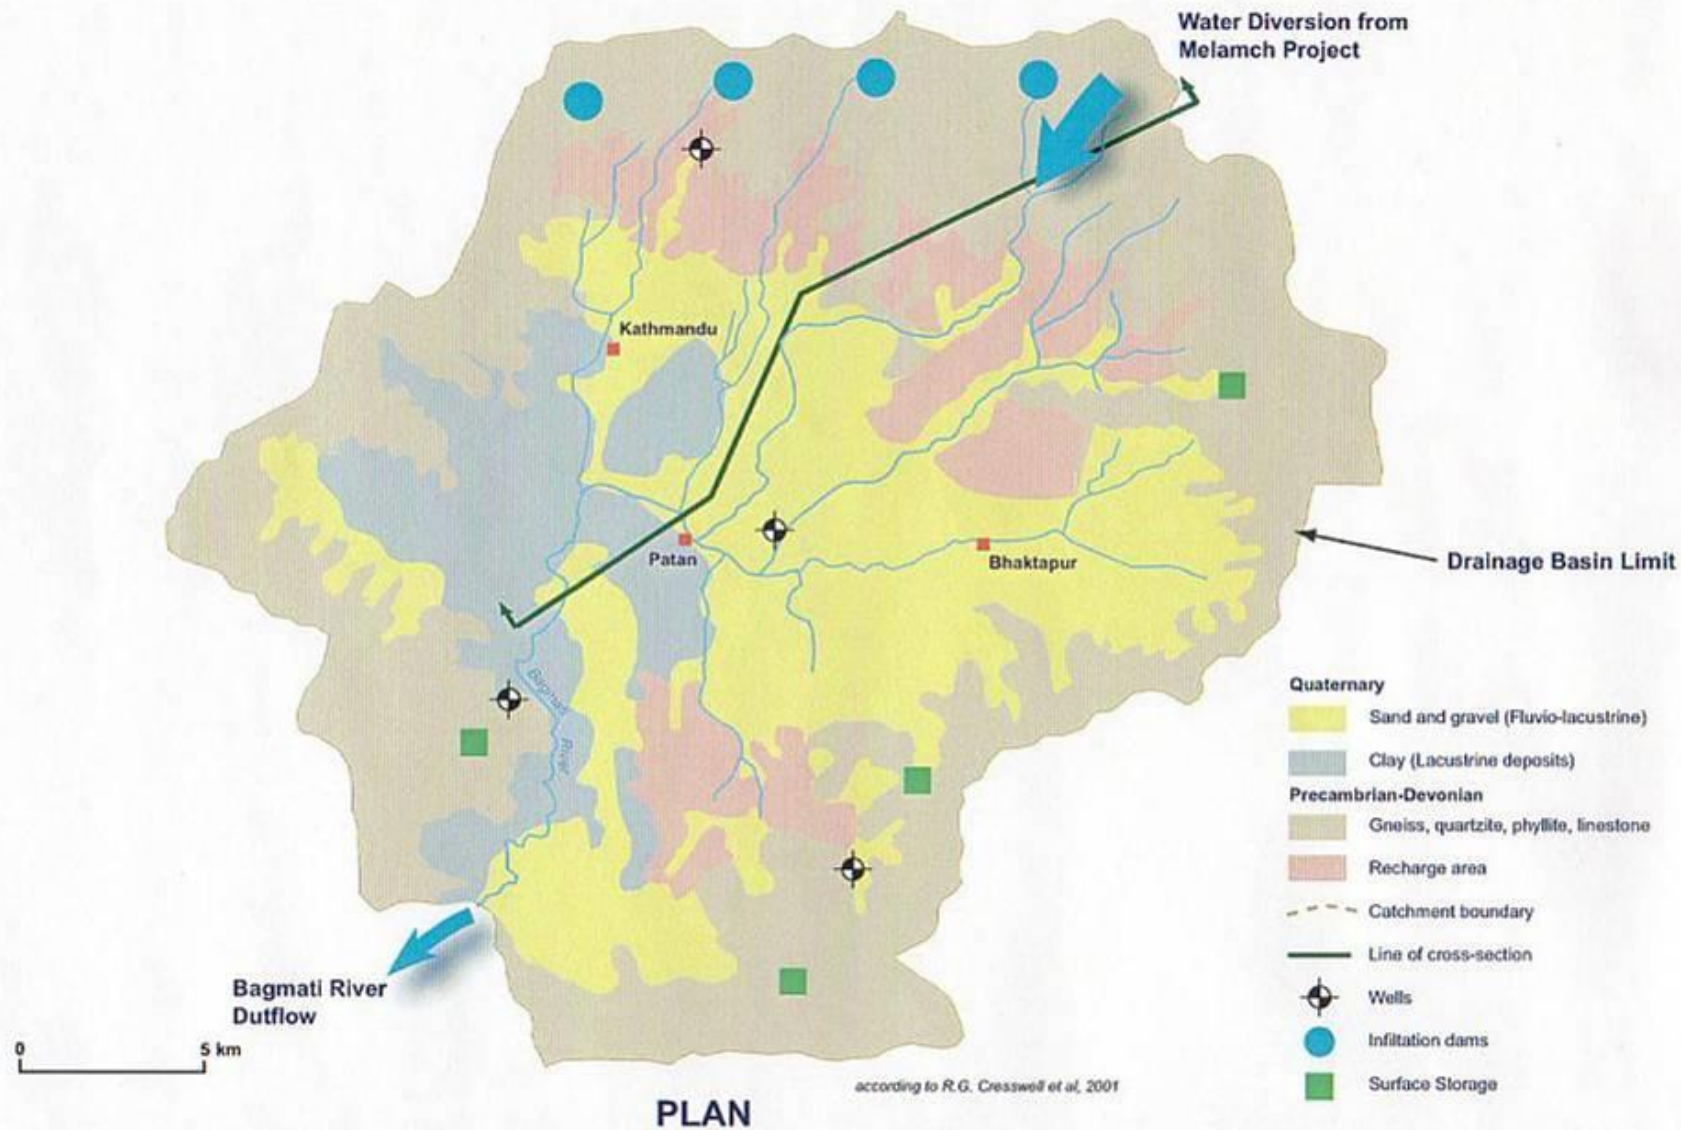 Water Diversion from
Melamch Project
Kathmandu
Patan
Bhaktapur
Drainage Basin Limit
Bagmati River
Bagmati River
Dutflow
0 5 km
according to R.G. Cresswell et al, 2001
PLAN
Quaternary
Sand and gravel (Fluvio-lacustrine)
Clay (Lacustrine deposits)
Precambrian-Devonian
Gneiss, quartzite, phyllite, linestone
Recharge area
Catchment boundary
Line of cross-section
Wells
Infiltation dams
Surface Storage